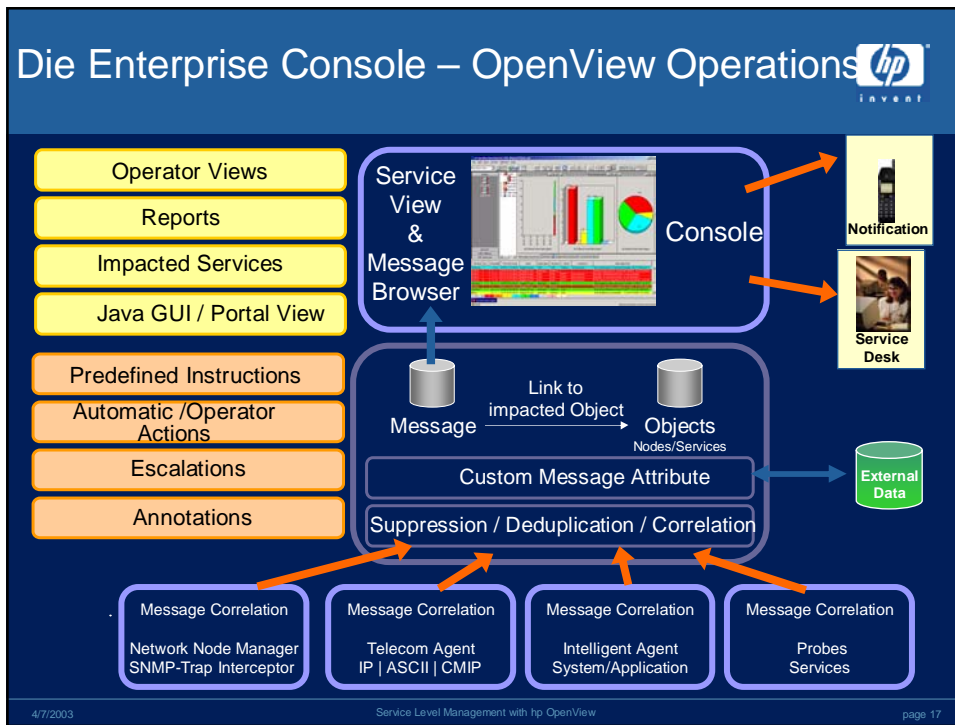 Die Enterprise Console – OpenView Operations
hp
invent
Operator Views
Reports
Impacted Services
Java GUI / Portal View
Predefined Instructions
Automatic /Operator
Actions
Escalations
Annotations
Service
View
&
Message
Browser
Console
Notification
Service
Desk
Message
Link to
impacted Object
Objects
Nodes/Services
Custom Message Attribute
External
Data
Suppression / Deduplication / Correlation
Message Correlation
Network Node Manager
SNMP-Trap Interceptor
Message Correlation
Telecom Agent
IP | ASCII | CMIP
Message Correlation
Intelligent Agent
System/Application
Message Correlation
Probes
Services
4/7/2003
Service Level Management with hp OpenView
page 17